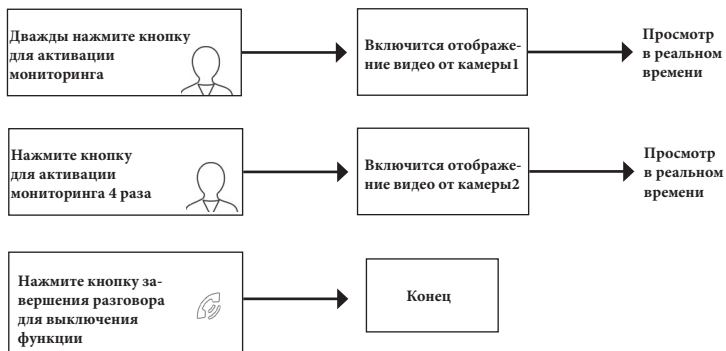 Дважды нажмите кнопку
для активации
мониторинга
Включится отображе-
ние видео от камеры1
Просмотр
в реальном
времени
Нажмите кнопку
для активации
мониторинга 4 раза
Включится отображе-
ние видео от камеры2
Просмотр
в реальном
времени
Нажмите кнопку за-
вершения разговора
для выключения
функции
Конец